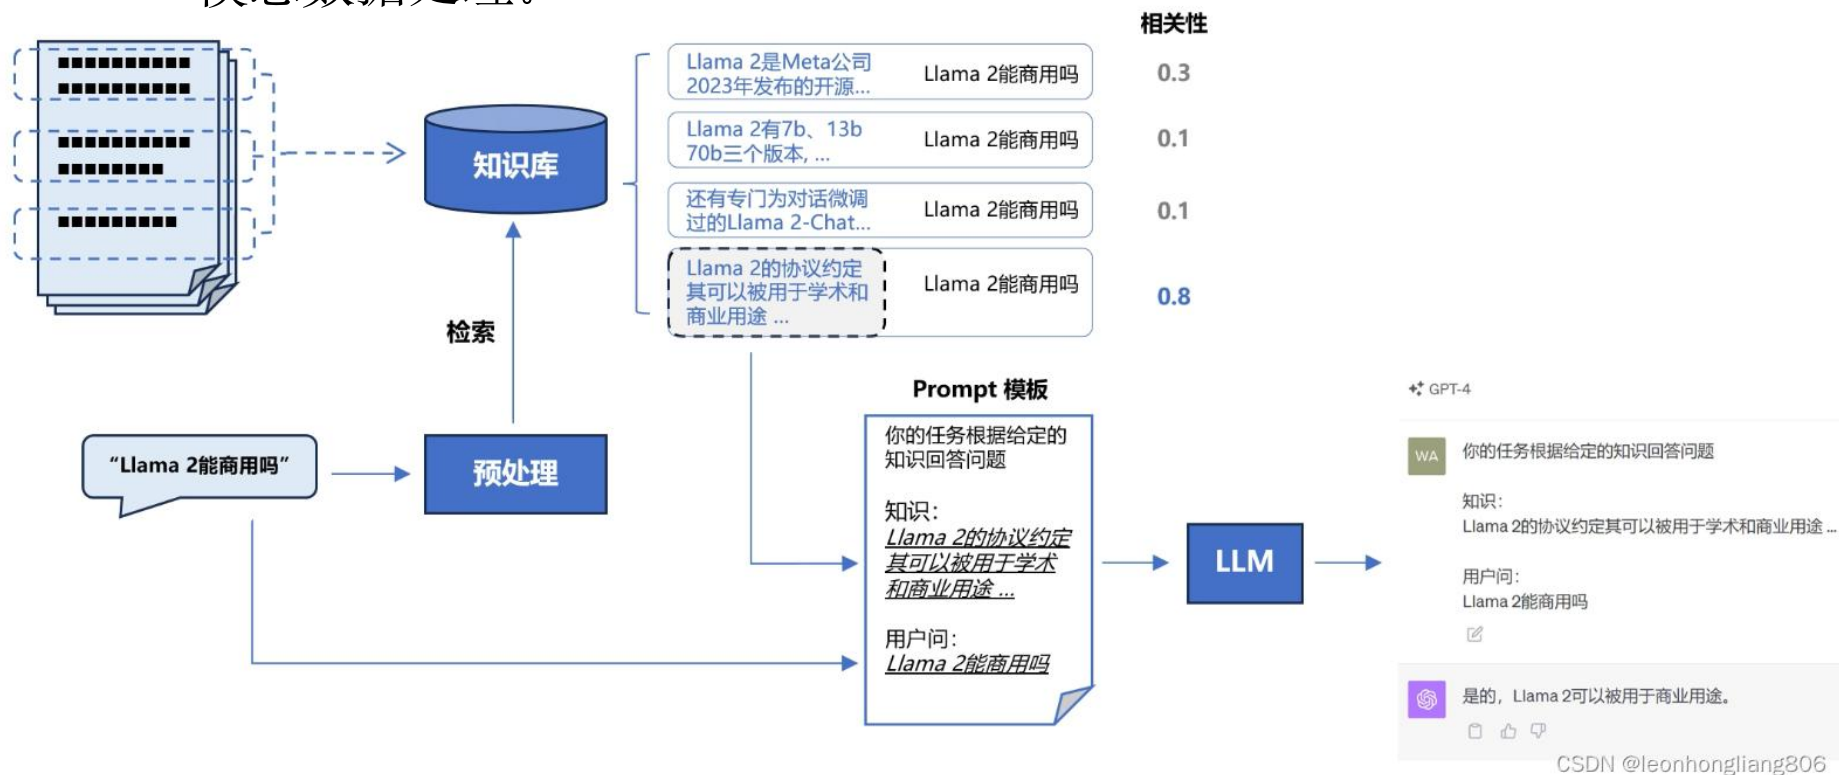 模态数据处理。
相关性
Llama 2是Meta公司
2023年发布的开源...
Llama 2能商用吗
0.3
Llama 2有7b、13b
70b三个版本, ...
Llama 2能商用吗
0.1
还有专门为对话微调
过的Llama 2-Chat...
Llama 2能商用吗
0.1
Llama 2的协议约定
其可以被用于学术和
商业用途 ...
Llama 2能商用吗
0.8
知识库
检索
“Llama 2能商用吗”
预处理
Prompt 模板
你的任务根据给定的
知识回答问题
知识：
Llama 2的协议约定
其可以被用于学术
和商业用途 ...
用户问：
Llama 2能商用吗
LLM
GPT-4
WA
你的任务根据给定的知识回答问题
知识：
Llama 2的协议约定其可以被用于学术和商业用途 ...
用户问：
Llama 2能商用吗
是的，Llama 2可以被用于商业用途。
CSDN @leonhongliang806